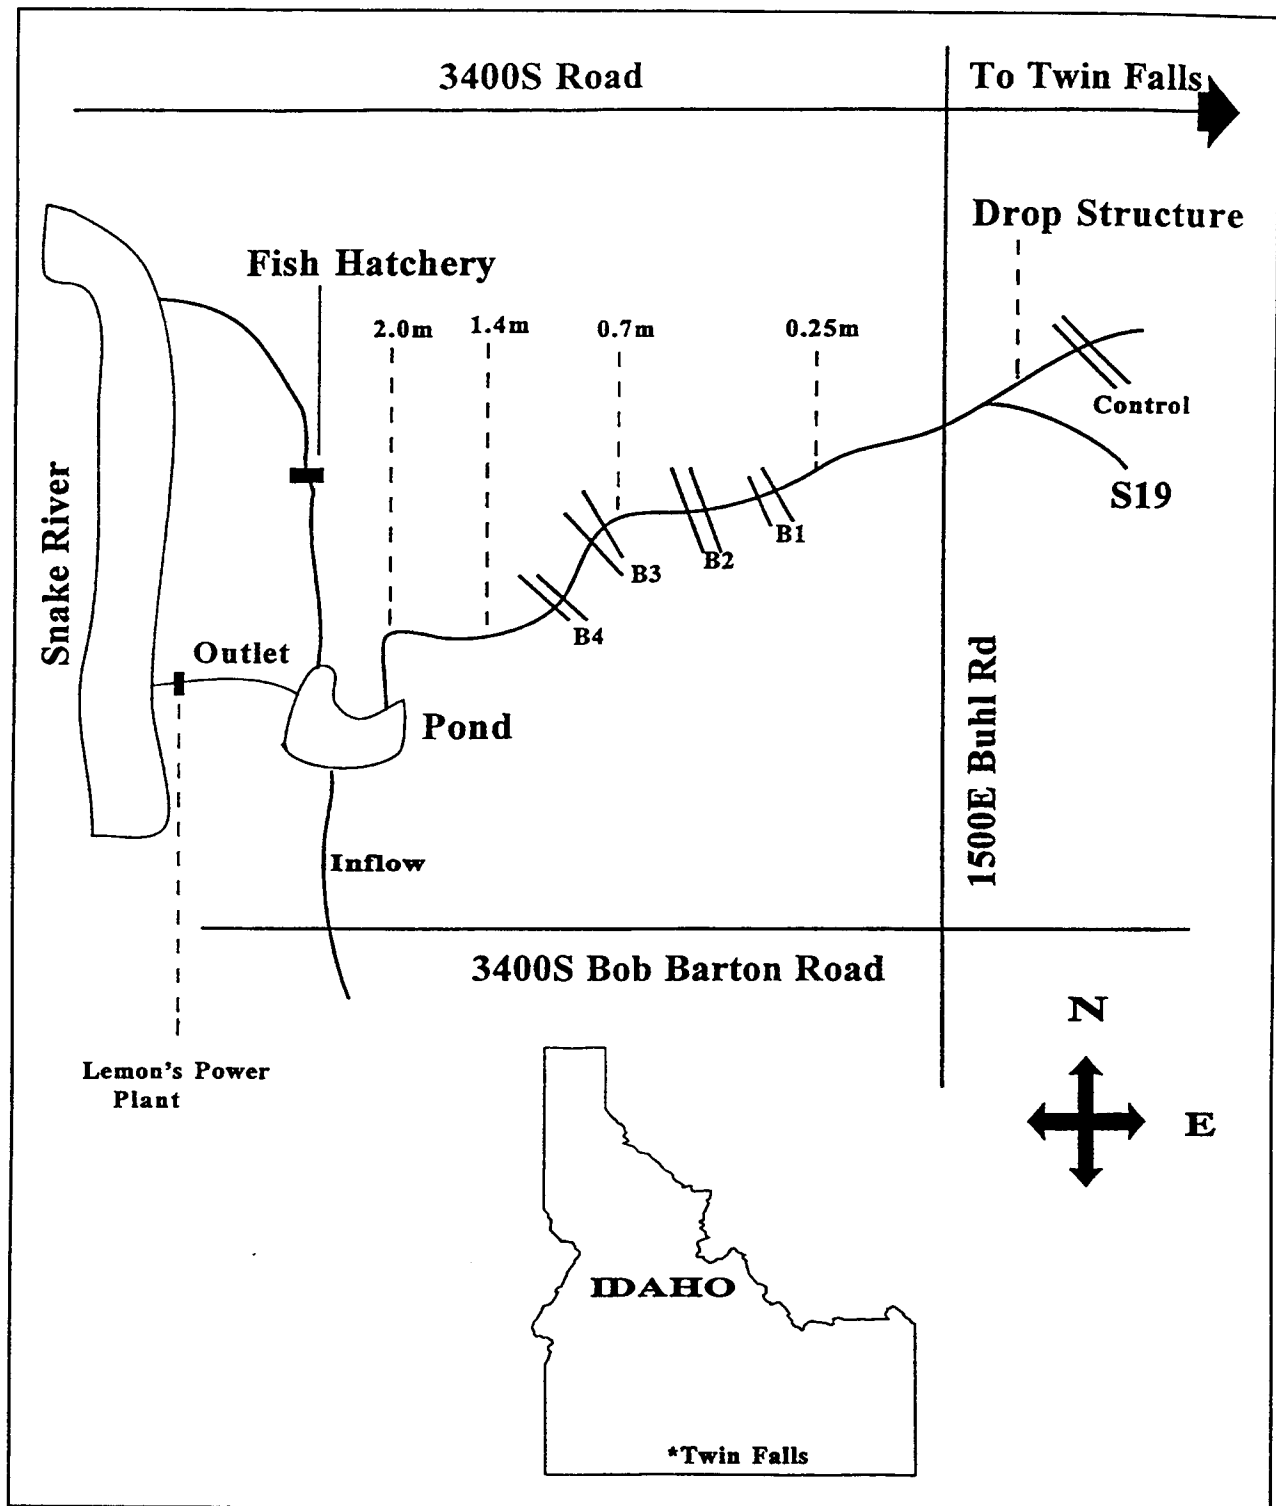 3400S Road
To Twin Falls
Drop Structure
Fish Hatchery
2.0m
1.4m
0.7m
0.25m
Control
S19
B1
B2
B3
B4
Snake River
Outlet
Pond
1500E Buhl Rd
Inflow
3400S Bob Barton Road
N
E
Lemon's Power
Plant
IDAHO
*Twin Falls